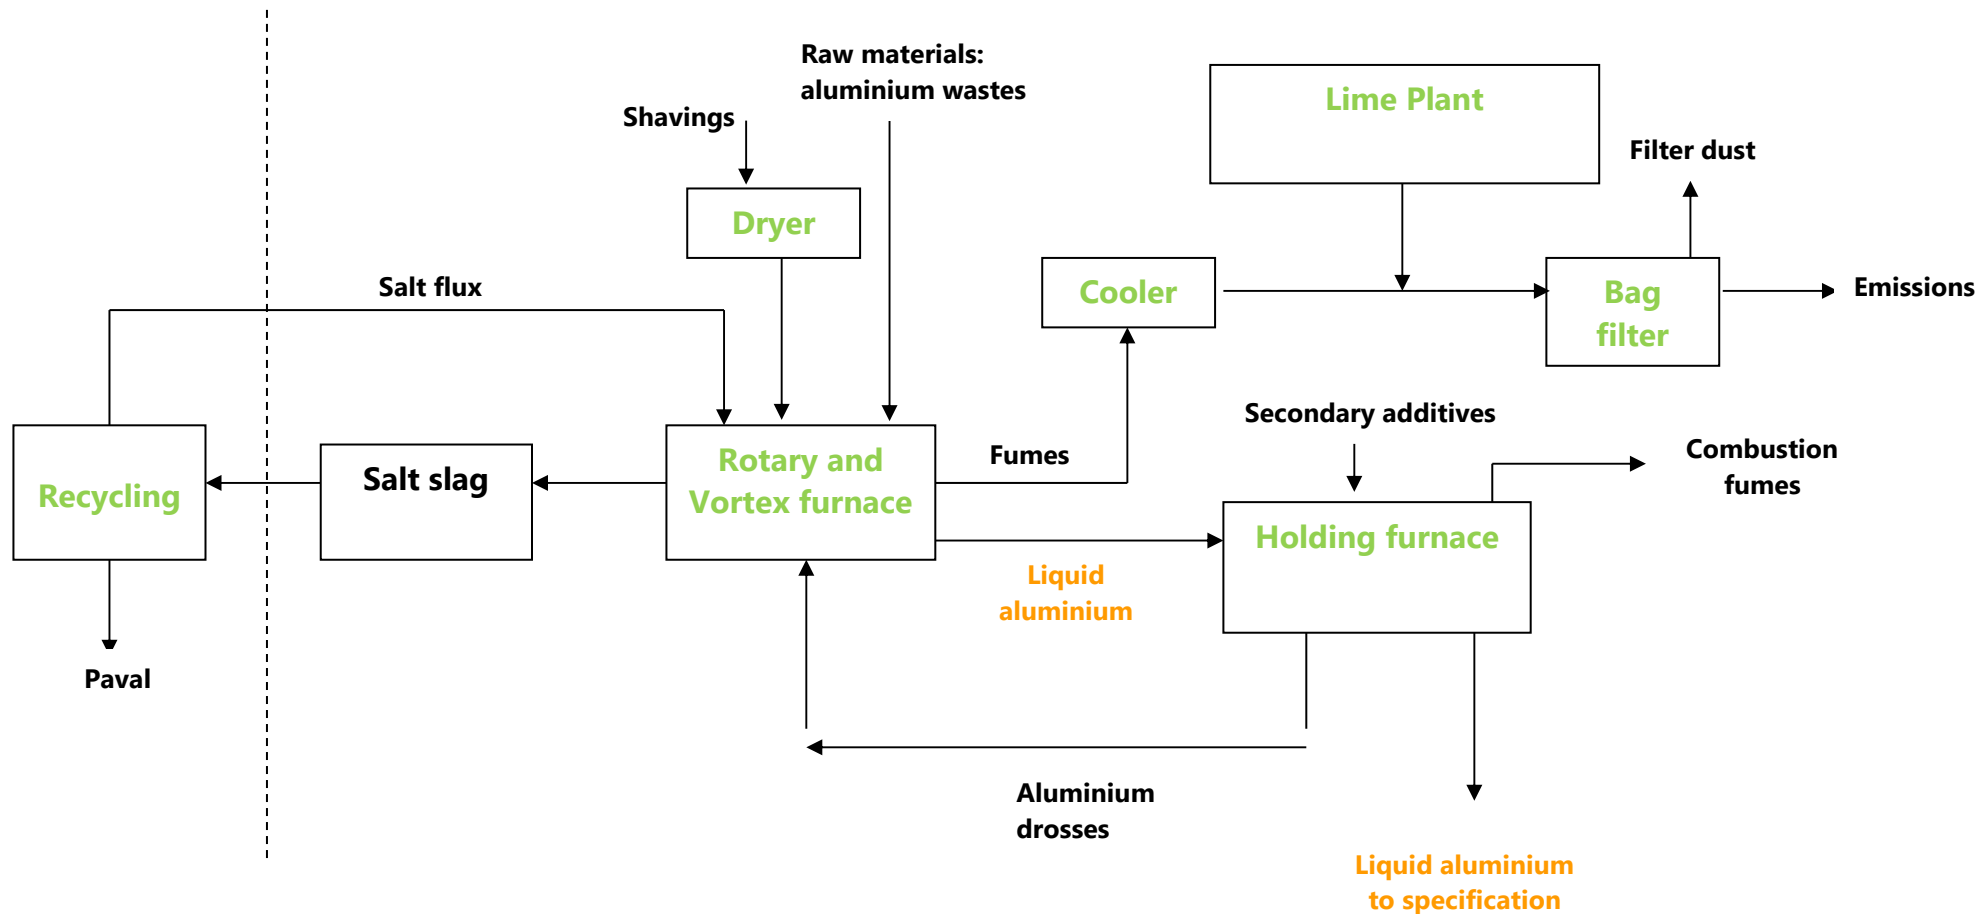 Raw materials:
aluminium wastes
Lime Plant
Shavings
Filter dust
Dryer
Salt flux
Cooler
Bag
filter
Emissions
Secondary additives
Recycling
Salt slag
Rotary and
Vortex furnace
Fumes
Combustion
fumes
Holding furnace
Liquid
aluminium
Paval
Aluminium
drosses
Liquid aluminium
to specification